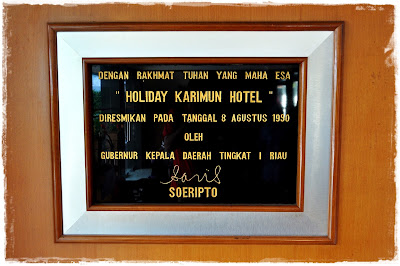 DENGAN RAKHMAT TUHAN YANG MAHA ESA
" HOLIDAY KARIMUN HOTEL "
DIRESMIKAN PADA TANGGAL 8 AGUSTUS 1990
OLEH
GUBERNUR KEPALA DAERAH TINGKAT I RIAU
SOERIPTO